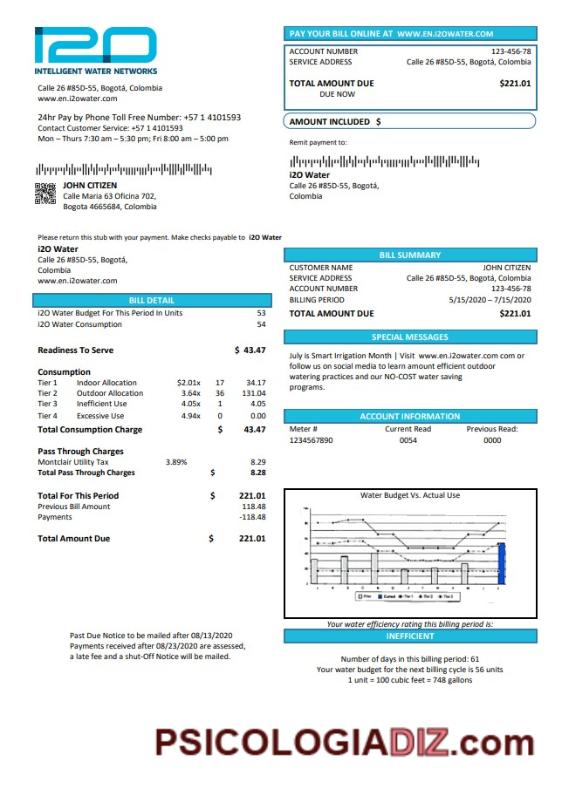 i2O
INTELLIGENT WATER NETWORKS
Calle 26 #85D-55, Bogotá, Colombia
www.en.i2owater.com
24hr Pay by Phone Toll Free Number: +57 1 4101593
Contact Customer Service: +57 1 4101593
Mon – Thurs 7:30 am – 5:30 pm; Fri 8:00 am – 5:00 pm
JOHN CITIZEN
Calle Maria 63 Oficina 702,
Bogota 4665684, Colombia
PAY YOUR BILL ONLINE AT WWW.EN.I2OWATER.COM
ACCOUNT NUMBER 123-456-78
SERVICE ADDRESS Calle 26 #85D-55, Bogotá, Colombia
TOTAL AMOUNT DUE $221.01
DUE NOW
AMOUNT INCLUDED $
Remit payment to:
i2O Water
Calle 26 #85D-55, Bogotá,
Colombia
Please return this stub with your payment. Make checks payable to i2O Water
i2O Water
Calle 26 #85D-55, Bogotá,
Colombia
www.en.i2owater.com
BILL DETAIL
i2O Water Budget For This Period In Units 53
i2O Water Consumption 54
Readiness To Serve $ 43.47
Consumption
Tier 1 Indoor Allocation $2.01x 17 34.17
Tier 2 Outdoor Allocation 3.64x 36 131.04
Tier 3 Inefficient Use 4.05x 1 4.05
Tier 4 Excessive Use 4.94x 0 0.00
Total Consumption Charge $ 43.47
Pass Through Charges
Montclair Utility Tax 3.89% 8.29
Total Pass Through Charges $ 8.28
Total For This Period $ 221.01
Previous Bill Amount 118.48
Payments -118.48
Total Amount Due $ 221.01
Past Due Notice to be mailed after 08/13/2020
Payments received after 08/23/2020 are assessed,
a late fee and a shut-Off Notice will be mailed.
BILL SUMMARY
CUSTOMER NAME JOHN CITIZEN
SERVICE ADDRESS Calle 26 #85D-55, Bogotá, Colombia
ACCOUNT NUMBER 123-456-78
BILLING PERIOD 5/15/2020 – 7/15/2020
TOTAL AMOUNT DUE $221.01
SPECIAL MESSAGES
July is Smart Irrigation Month | Visit www.en.i2owater.com com or
follow us on social media to learn amount efficient outdoor
watering practices and our NO-COST water saving
programs.
ACCOUNT INFORMATION
Meter # Current Read Previous Read:
1234567890 0054 0000
Water Budget Vs. Actual Use
Your water efficiency rating this billing period is:
INEFFICIENT
Number of days in this billing period: 61
Your water budget for the next billing cycle is 56 units
1 unit = 100 cubic feet = 748 gallons
PSICOLOGIADIZ.com